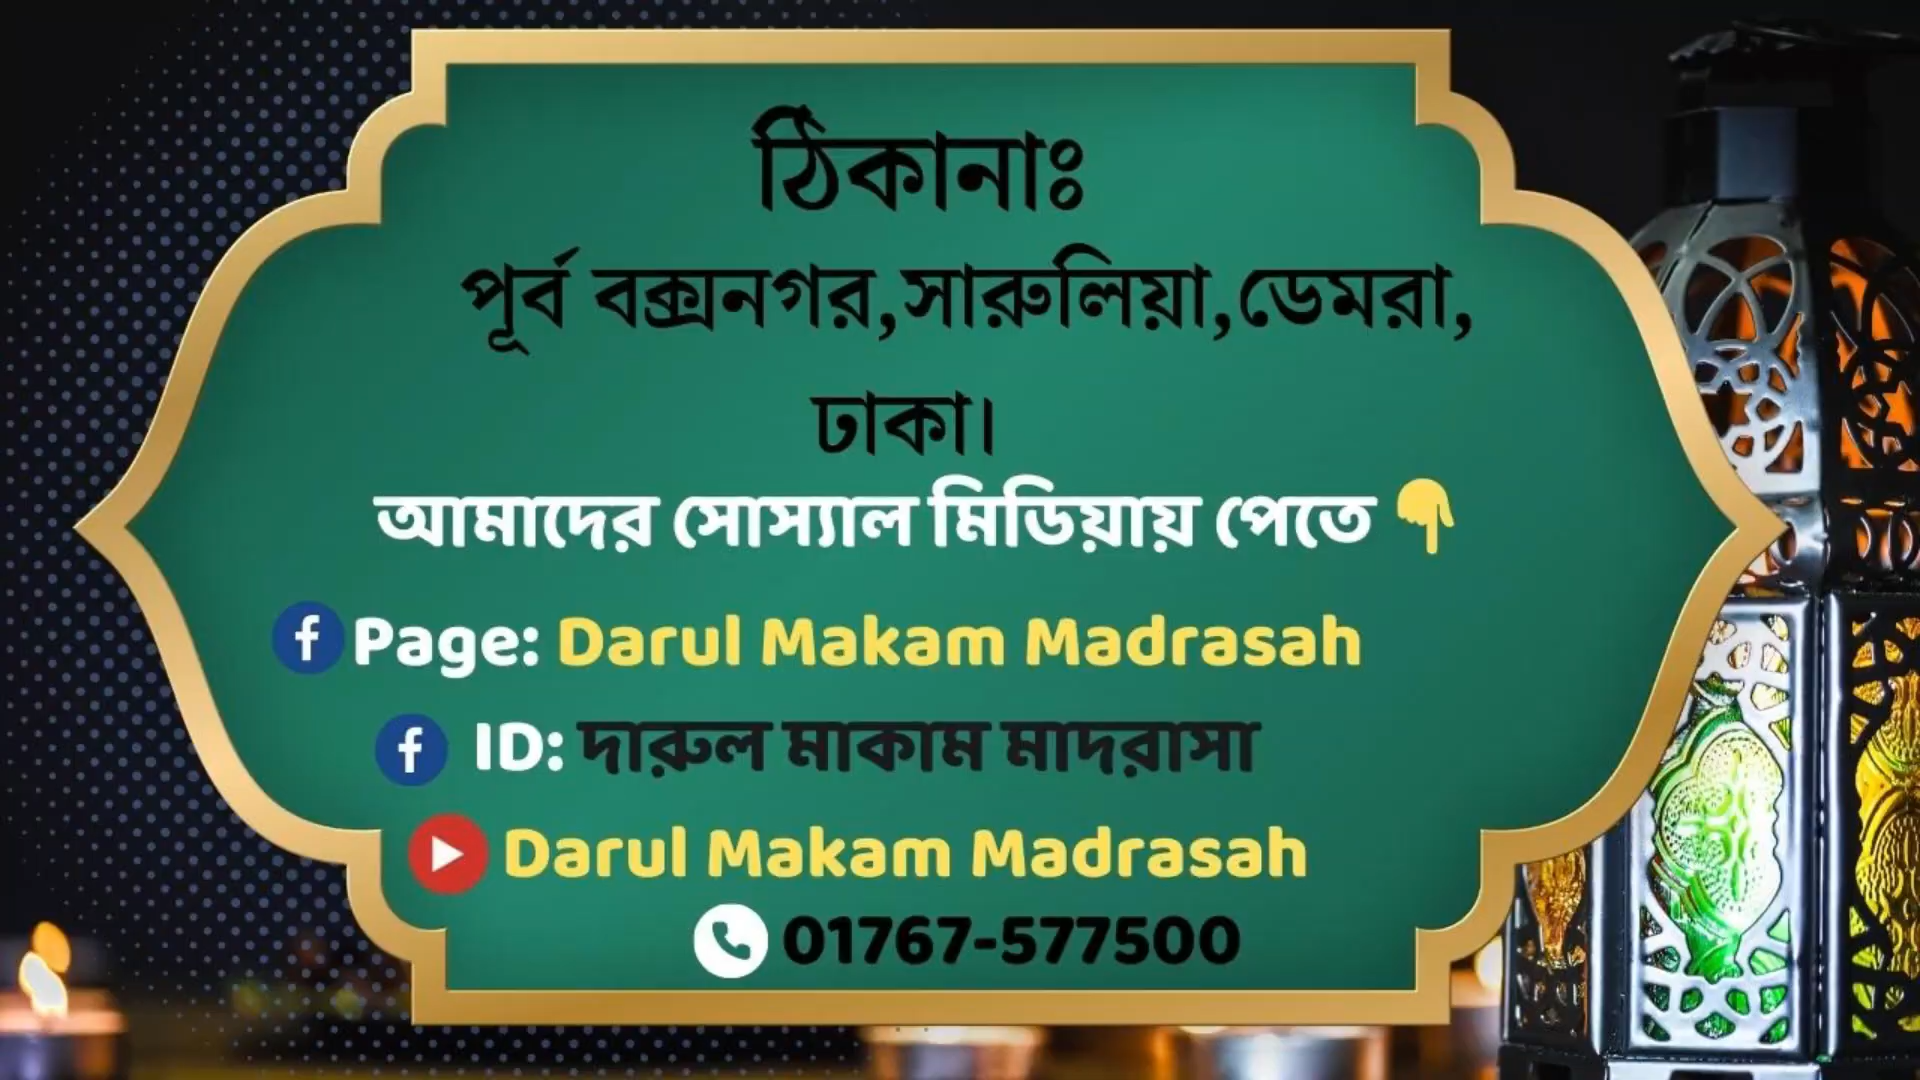 ঠিকানাঃ
পূর্ব বক্সনগর,সারুলিয়া,ডেমরা,
ঢাকা।
আমাদের সোস্যাল মিডিয়ায় পেতে 👇
Page: Darul Makam Madrasah
ID: দারুল মাকাম মাদরাসা
Darul Makam Madrasah
01767-577500